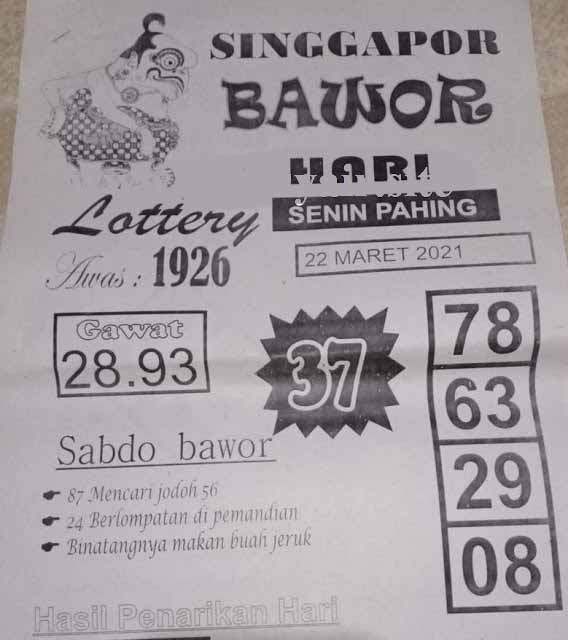 SINGGAPOR
BAWOR
HARI
Lottery
SENIN PAHING
Awas : 1926
22 MARET 2021
Gawat
28.93
37
78
63
29
08
Sabdo bawor
87 Mencari jodoh 56
24 Berlompatan di pemandian
Binatangnya makan buah jeruk
Hasil Penarikan Hari